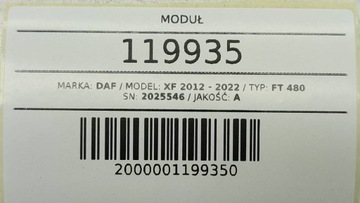 MODUŁ
119935
MARKA: DAF / MODEL: XF 2012 - 2022 / TYP: FT 480
SN: 2025546 / JAKOŚĆ: A
2000001199350